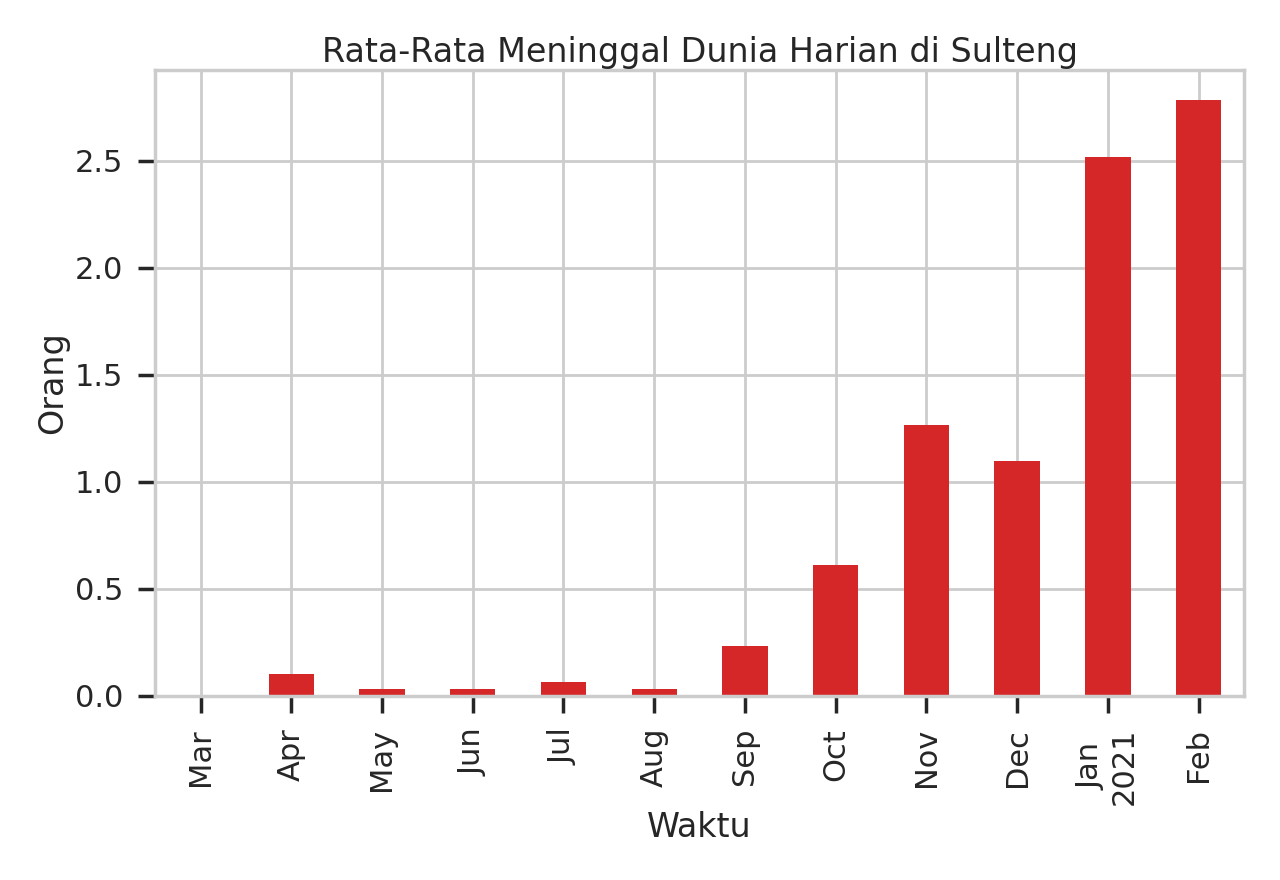 Rata-Rata Meninggal Dunia Harian di Sulteng
Orang
2.5
2.0
1.5
1.0
0.5
0.0
Mar
Apr
May
Jun
Jul
Aug
Sep
Oct
Nov
Dec
Jan
2021
Feb
Waktu